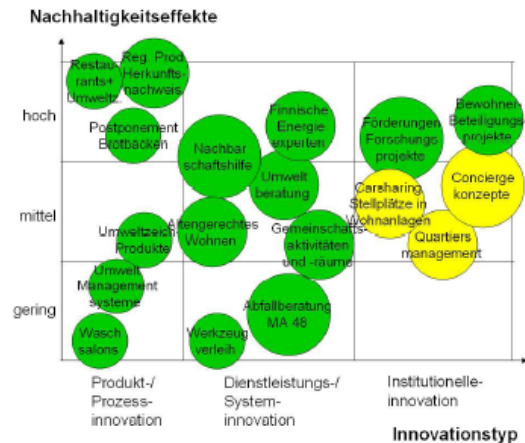 Nachhaltigkeitseffekte
Restau-
rants+
Umweltz.
Reg. Prod.
Herkunfts-
nachweis
Postponement
Brotbacken
hoch
Nachbar
schaftshilfe
Finnische
Energie
experten
Umwelt
beratung
Förderungen
Forschungs
projekte
Bewohner-
Beteiligungs
projekte
Carsharing
Stellplätze in
Wohnanlagen
Concierge
konzepte
mittel
Umweltzeich-
Produkte
Altengerechtes
Wohnen
Gemeinschafts-
aktivitäten
und -räume
Quartiers
management
Umwelt
Management
systeme
gering
Abfallberatung
MA 48
Wasch
salons
Werkzeug
verleih
Produkt-/
Prozess-
innovation
Dienstleistungs-/
System-
innovation
Institutionelle-
innovation
Innovationstyp